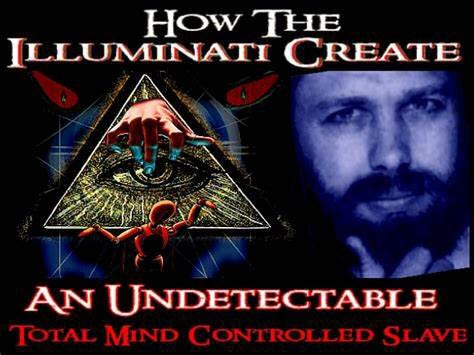 How The
Illuminati Create
An Undetectable
Total Mind Controlled Slave